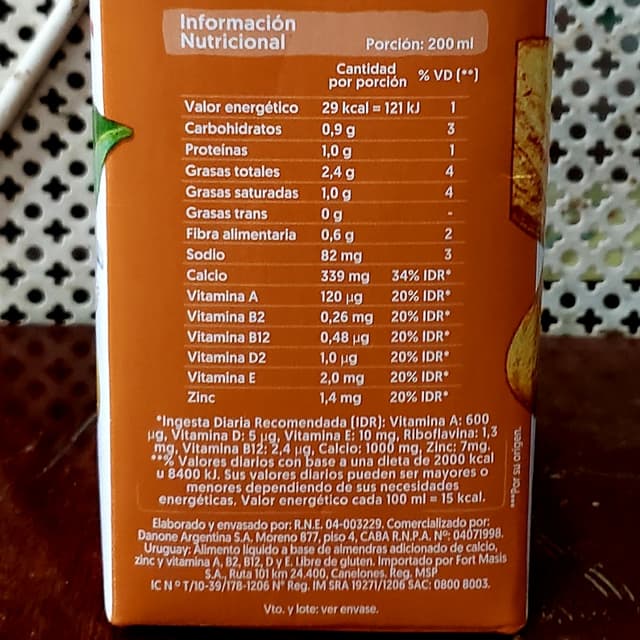 Información
Nutricional
Porción: 200 ml
Cantidad
por porción % VD (**)
Valor energético 29 kcal = 121 kJ 1
Carbohidratos 0,9 g 3
Proteínas 1,0 g 1
Grasas totales 2,4 g 4
Grasas saturadas 1,0 g 4
Grasas trans 0 g -
Fibra alimentaria 0,6 g 2
Sodio 82 mg 3
Calcio 339 mg 34% IDR*
Vitamina A 120 µg 20% IDR*
Vitamina B2 0,26 mg 20% IDR*
Vitamina B12 0,48 µg 20% IDR*
Vitamina D2 1,0 µg 20% IDR*
Vitamina E 2,0 mg 20% IDR*
Zinc 1,4 mg 20% IDR*
*Ingesta Diaria Recomendada (IDR): Vitamina A: 600
µg, Vitamina D: 5 µg, Vitamina E: 10 mg, Riboflavina: 1,3
mg, Vitamina B12: 2,4 µg, Calcio: 1000 mg, Zinc: 7mg.
**% Valores diarios con base a una dieta de 2000 kcal
u 8400 kJ. Sus valores diarios pueden ser mayores o
menores dependiendo de sus necesidades
energéticas. Valor energético cada 100 ml = 15 kcal.
***Por su origen.
Elaborado y envasado por: R.N.E. 04-003229. Comercializado por:
Danone Argentina S.A. Moreno 877, piso 4, CABA R.N.P.A. Nº: 04071998.
Uruguay: Alimento líquido a base de almendras adicionado de calcio,
zinc y vitamina A, B2, B12, D y E. Libre de gluten. Importado por Fort Masis
S.A., Ruta 101 km 24.400, Canelones. Reg. MSP
IC N º T/10-39/178-1206 N° Reg. IM SRA 19271/1206 SAC: 0800 8003.
Vto. y lote: ver envase.